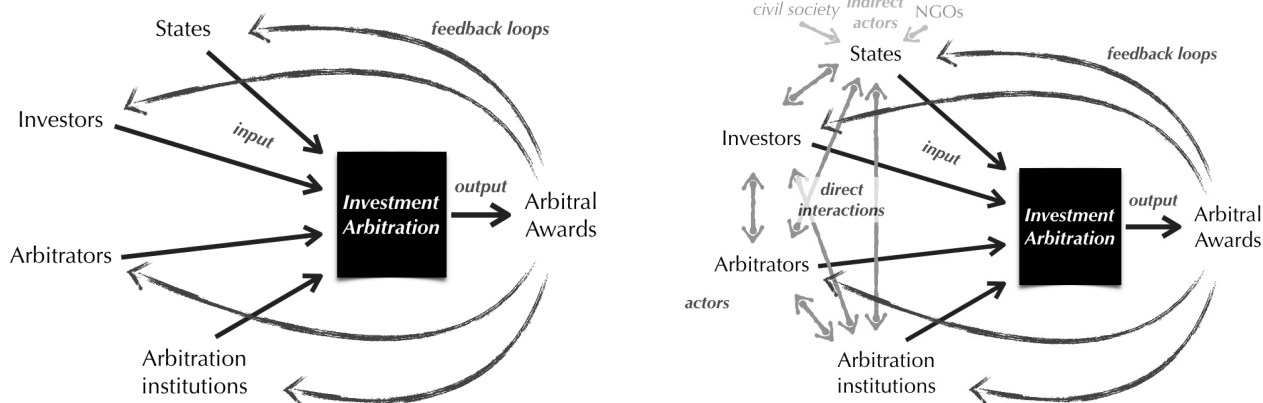 States
feedback loops
Investors
input
Investment
Arbitration
output
Arbitral
Awards
Arbitrators
Arbitration
institutions
civil society
indirect
actors
NGOs
States
feedback loops
Investors
input
direct
interactions
Investment
Arbitration
output
Arbitral
Awards
Arbitrators
actors
Arbitration
institutions